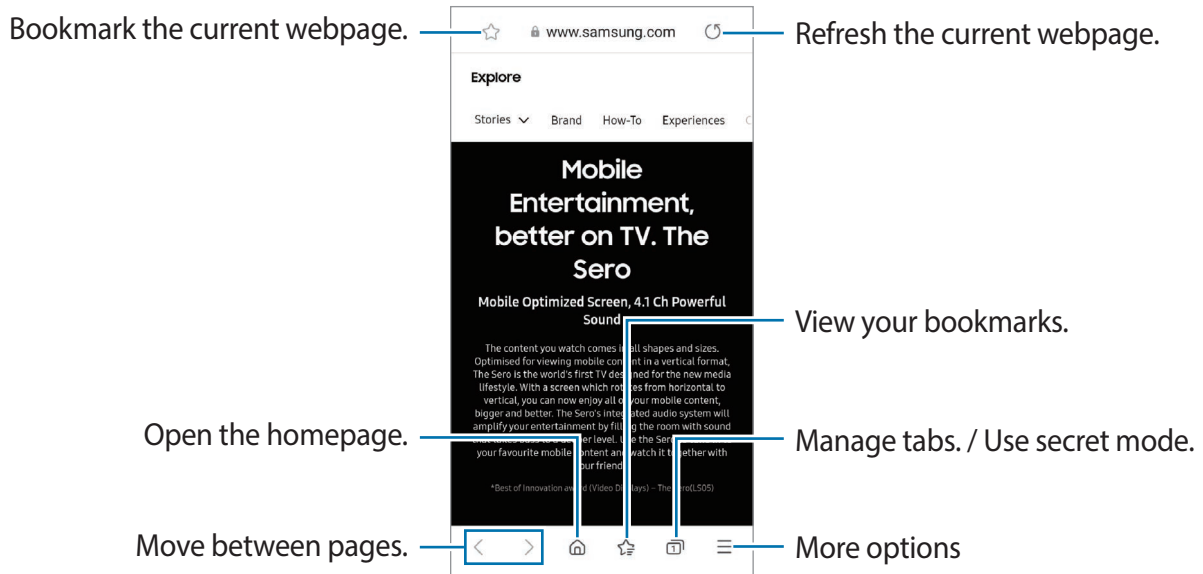 Bookmark the current webpage.
www.samsung.com
Refresh the current webpage.
Explore
Stories Brand How-To Experiences
Mobile
Entertainment,
better on TV. The
Sero
Mobile Optimized Screen, 4.1 Ch Powerful
Sound
View your bookmarks.
The content you watch comes in all shapes and sizes.
Optimised for viewing mobile content in a vertical format,
The Sero is the world's first TV designed for the new media
lifestyle. With a screen which rotates from horizontal to
vertical, you can now enjoy all of your mobile content,
bigger and better. The Sero's integrated audio system will
amplify your entertainment by filling the room with sound
Open the homepage.
Manage tabs. / Use secret mode.
your favourite mobile content and watch it together with
your friend
*Best of Innovation award (Video Displays) – The Sero(LS05)
Move between pages.
1
More options